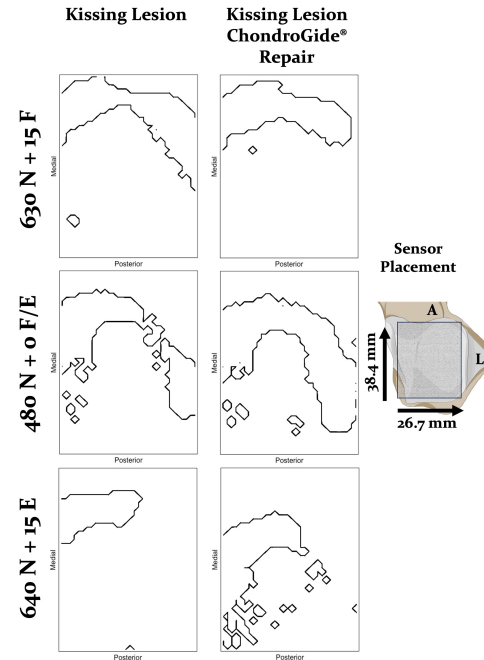 Kissing Lesion
Kissing Lesion
ChondroGide®
Repair
630 N + 15 F
Medial
Posterior
Medial
Posterior
480 N + 0 F/E
Medial
Posterior
Medial
Posterior
Sensor
Placement
A
L
38.4 mm
26.7 mm
640 N + 15 E
Medial
Posterior
Medial
Posterior